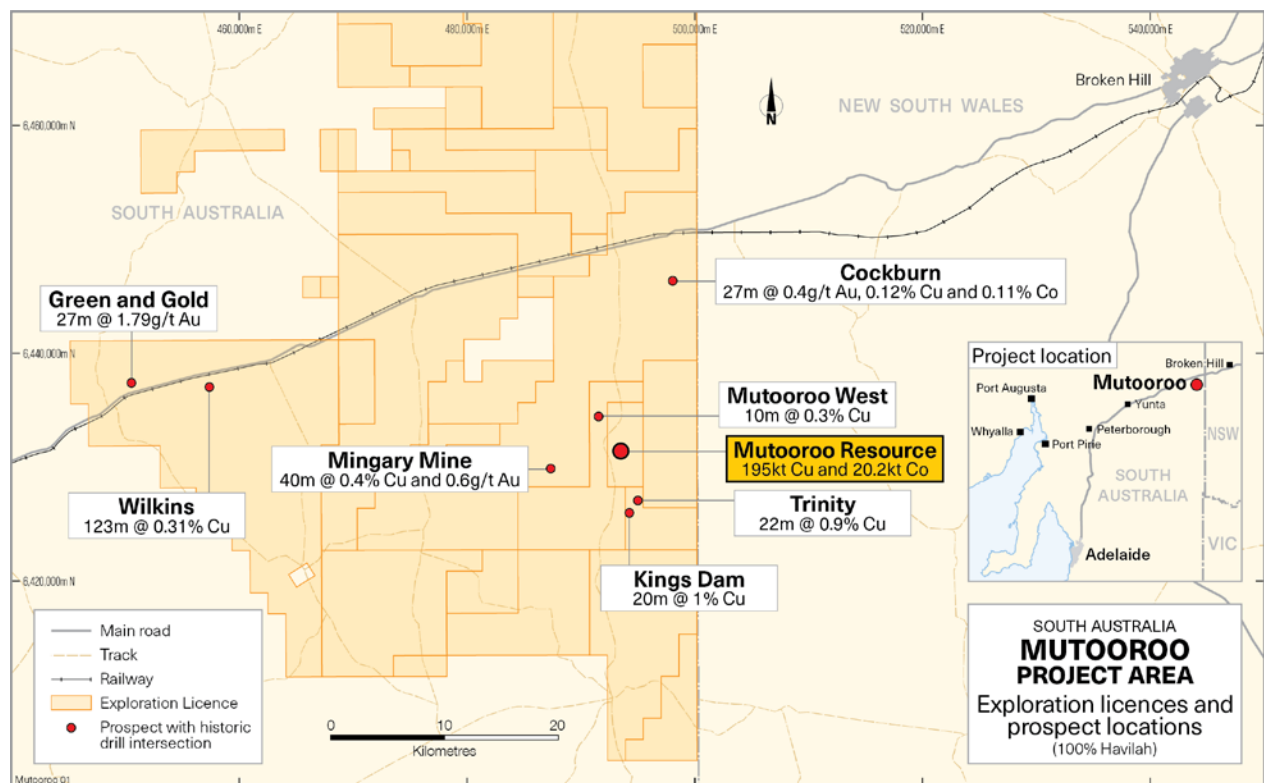 460,000m E
480,000m E
500,000m E
520,000m E
540,000m E
6,460,000m N
6,440,000m N
6,420,000m N
Broken Hill
NEW SOUTH WALES
N
SOUTH AUSTRALIA
Green and Gold
27m @ 1.79g/t Au
Cockburn
27m @ 0.4g/t Au, 0.12% Cu and 0.11% Co
Mutooroo West
10m @ 0.3% Cu
Mutooroo Resource
195kt Cu and 20.2kt Co
Mingary Mine
40m @ 0.4% Cu and 0.6g/t Au
Wilkins
123m @ 0.31% Cu
Trinity
22m @ 0.9% Cu
Kings Dam
20m @ 1% Cu
Project location
Broken Hill
Mutooroo
Port Augusta
Yunta
Whyalla
Peterborough
Port Pirie
NSW
SOUTH
AUSTRALIA
VIC
Adelaide
Main road
Track
Railway
Exploration Licence
Prospect with historic
drill intersection
0
10
20
Kilometres
SOUTH AUSTRALIA
MUTOOROO
PROJECT AREA
Exploration licences and
prospect locations
(100% Havilah)
Mutooroo 01